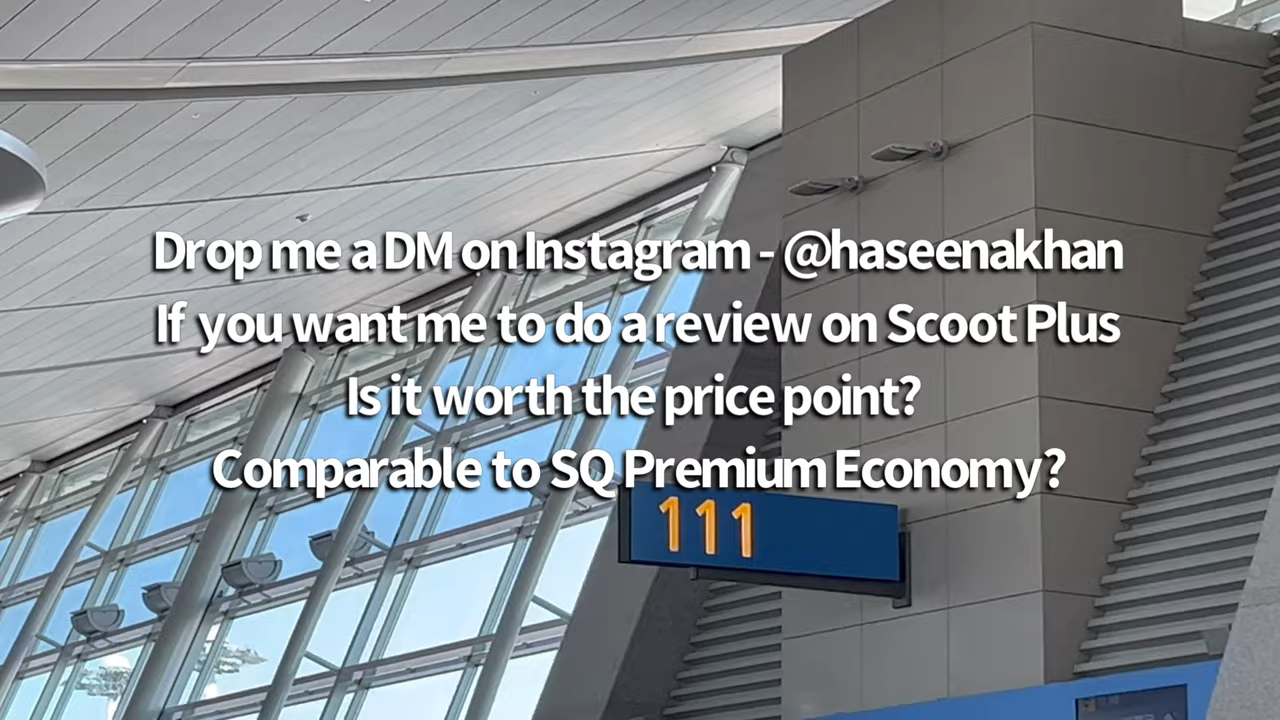 Drop me a DM on Instagram - @haseenakhan
If you want me to do a review on Scoot Plus
Is it worth the price point?
Comparable to SQ Premium Economy?
111